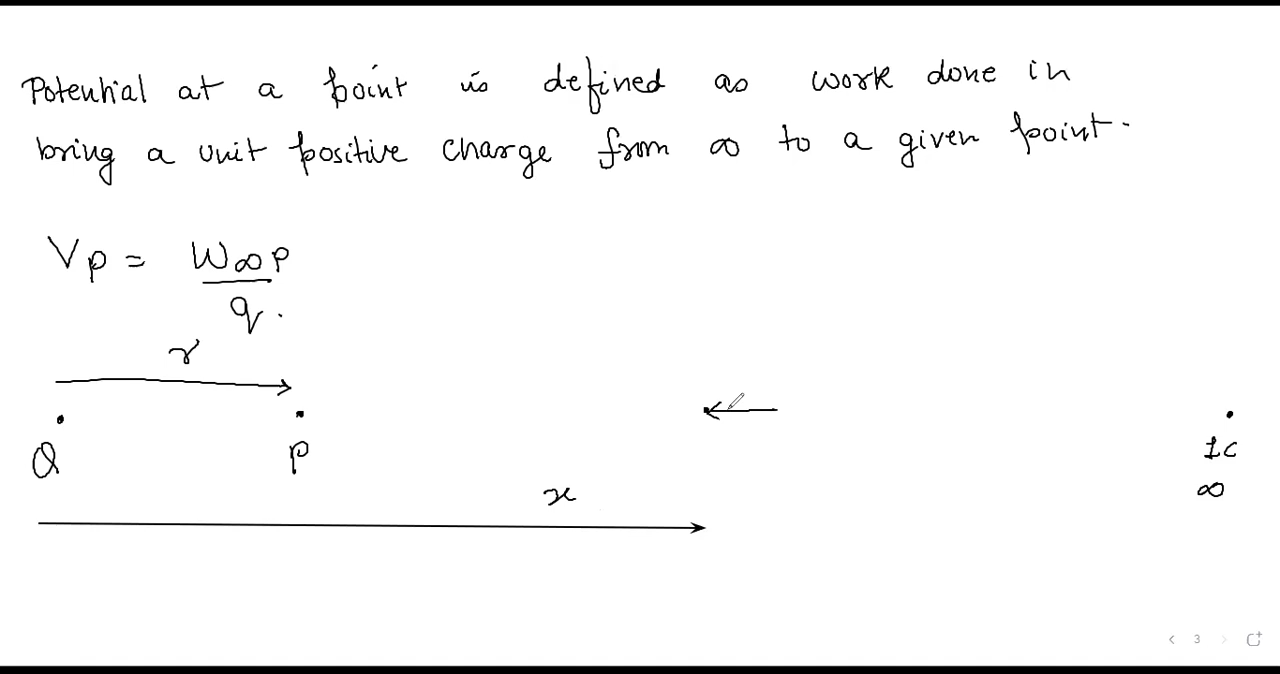 Potential at a point is defined as work done in
bring a unit positive charge from ∞ to a given point.
Vp = W∞p
q.
r
Q P 1C
∞
x
3